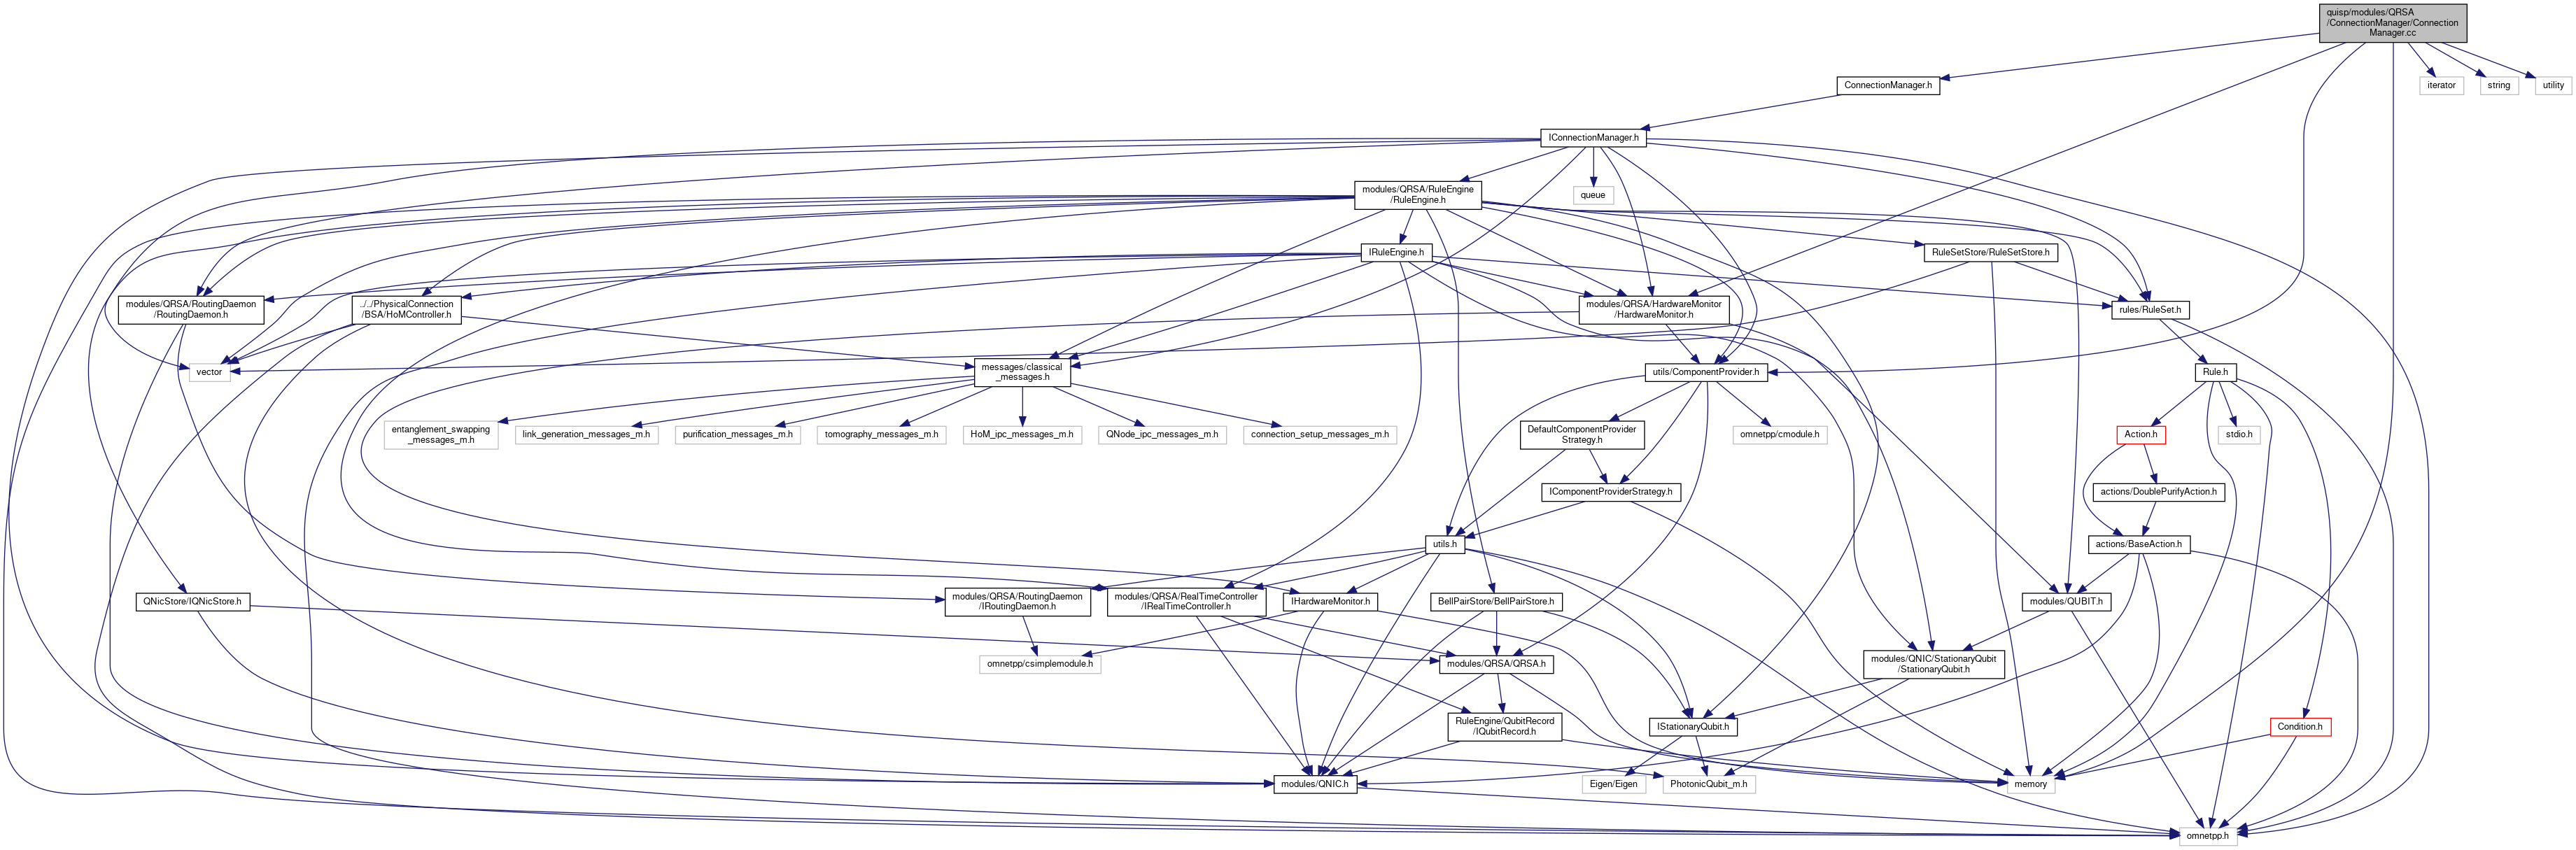 quisp/modules/QRSA
/ConnectionManager/Connection
Manager.cc
ConnectionManager.h
iterator
string
utility
IConnectionManager.h
modules/QRSA/RuleEngine
/RuleEngine.h
queue
IRuleEngine.h
RuleSetStore/RuleSetStore.h
modules/QRSA/RoutingDaemon
/RoutingDaemon.h
../../PhysicalConnection
/BSA/HoMController.h
modules/QRSA/HardwareMonitor
/HardwareMonitor.h
rules/RuleSet.h
vector
messages/classical
_messages.h
utils/ComponentProvider.h
Rule.h
entanglement_swapping
_messages_m.h
link_generation_messages_m.h
purification_messages_m.h
tomography_messages_m.h
HoM_ipc_messages_m.h
QNode_ipc_messages_m.h
connection_setup_messages_m.h
DefaultComponentProvider
Strategy.h
omnetpp/cmodule.h
Action.h
stdio.h
IComponentProviderStrategy.h
actions/DoublePurifyAction.h
utils.h
actions/BaseAction.h
QNicStore/IQNicStore.h
modules/QRSA/RoutingDaemon
/IRoutingDaemon.h
modules/QRSA/RealTimeController
/IRealTimeController.h
IHardwareMonitor.h
BellPairStore/BellPairStore.h
modules/QUBIT.h
omnetpp/csimplemodule.h
modules/QRSA/QRSA.h
modules/QNIC/StationaryQubit
/StationaryQubit.h
RuleEngine/QubitRecord
/IQubitRecord.h
IStationaryQubit.h
Condition.h
modules/QNIC.h
Eigen/Eigen
PhotonicQubit_m.h
memory
omnetpp.h